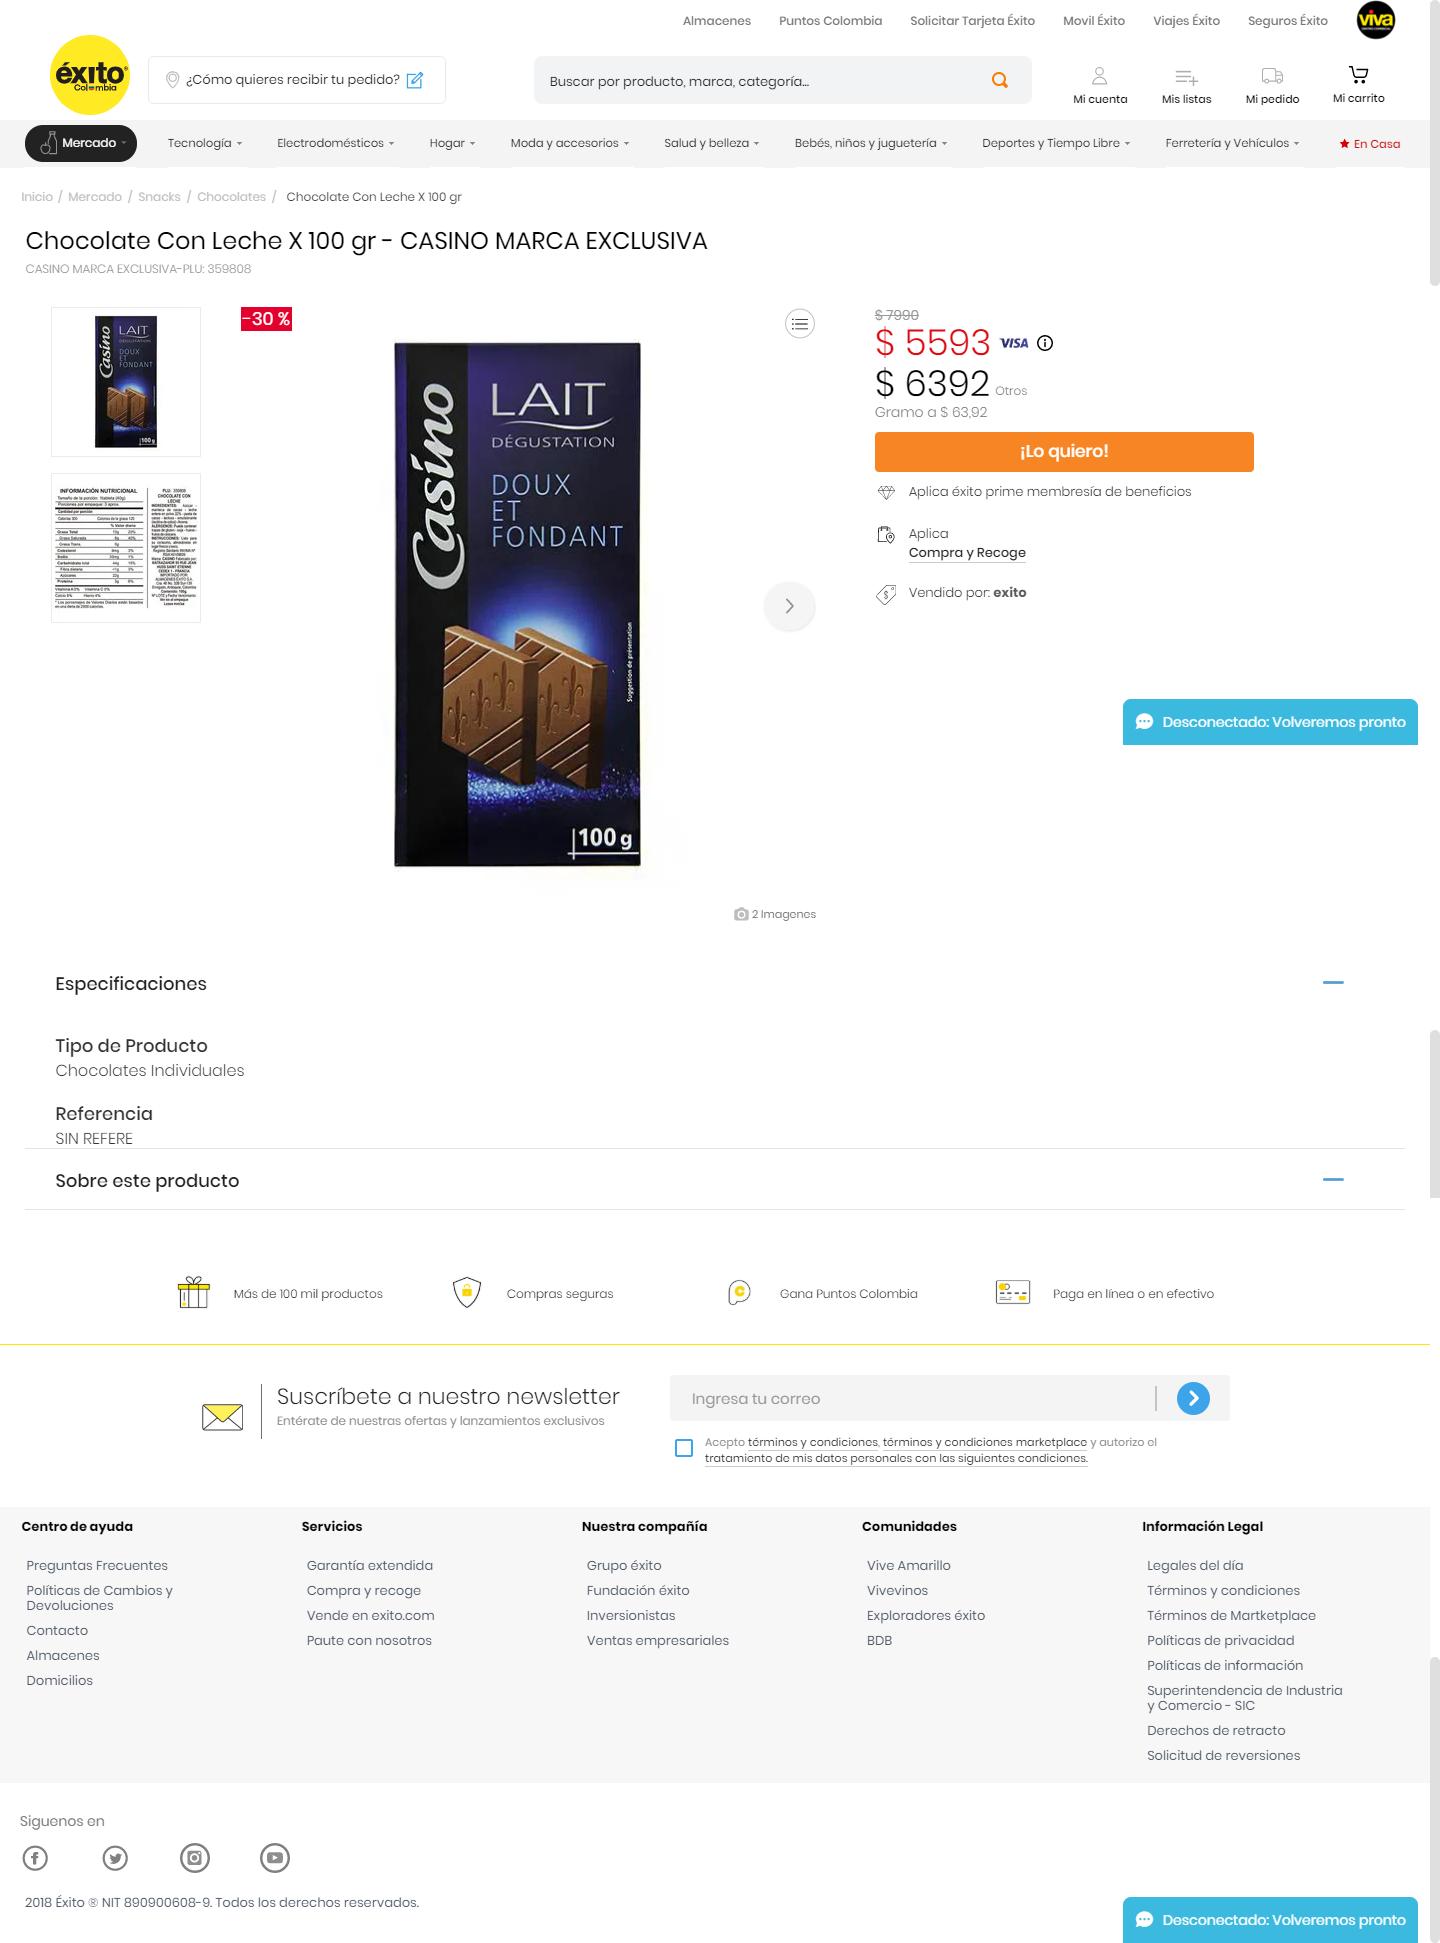 Almacenes
Puntos Colombia
Solicitar Tarjeta Éxito
Movil Éxito
Viajes Éxito
Seguros Éxito
viva
éxito
Colombia
¿Cómo quieres recibir tu pedido?
Buscar por producto, marca, categoría...
Mi cuenta
Mis listas
Mi pedido
Mi carrito
Mercado
Tecnología
Electrodomésticos
Hogar
Moda y accesorios
Salud y belleza
Bebés, niños y juguetería
Deportes y Tiempo Libre
Ferretería y Vehículos
En Casa
Inicio / Mercado / Snacks / Chocolates / Chocolate Con Leche X 100 gr
Chocolate Con Leche X 100 gr - CASINO MARCA EXCLUSIVA
CASINO MARCA EXCLUSIVA-PLU: 359808
Casino
LAIT
DÉGUSTATION
DOUX
ET
FONDANT
100 g
INFORMACIÓN NUTRICIONAL
-30 %
Casino
LAIT
DÉGUSTATION
DOUX
ET
FONDANT
Suggestion de présentation
100 g
2 Imagenes
$ 7990
$ 5593 VISA
$ 6392 Otros
Gramo a $ 63,92
¡Lo quiero!
Aplica éxito prime membresía de beneficios
Aplica
Compra y Recoge
Vendido por: exito
Desconectado: Volveremos pronto
Especificaciones
Tipo de Producto
Chocolates Individuales
Referencia
SIN REFERE
Sobre este producto
Más de 100 mil productos
Compras seguras
Gana Puntos Colombia
Paga en línea o en efectivo
Suscríbete a nuestro newsletter
Entérate de nuestras ofertas y lanzamientos exclusivos
Ingresa tu correo
Acepto términos y condiciones, términos y condiciones marketplace y autorizo el
tratamiento de mis datos personales con las siguientes condiciones.
Centro de ayuda
Preguntas Frecuentes
Políticas de Cambios y
Devoluciones
Contacto
Almacenes
Domicilios
Servicios
Garantía extendida
Compra y recoge
Vende en exito.com
Paute con nosotros
Nuestra compañía
Grupo éxito
Fundación éxito
Inversionistas
Ventas empresariales
Comunidades
Vive Amarillo
Vivevinos
Exploradores éxito
BDB
Información Legal
Legales del día
Términos y condiciones
Términos de Martketplace
Políticas de privacidad
Políticas de información
Superintendencia de Industria
y Comercio - SIC
Derechos de retracto
Solicitud de reversiones
Siguenos en
2018 Éxito ® NIT 890900608-9. Todos los derechos reservados.
Desconectado: Volveremos pronto